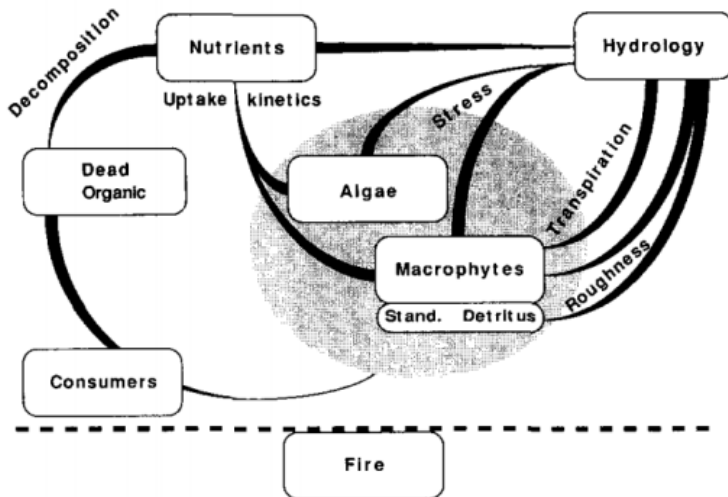 Decomposition
Nutrients
Hydrology
Uptake kinetics
Stress
Dead
Organic
Algae
Transpiration
Macrophytes
Roughness
Stand. Detritus
Consumers
Fire